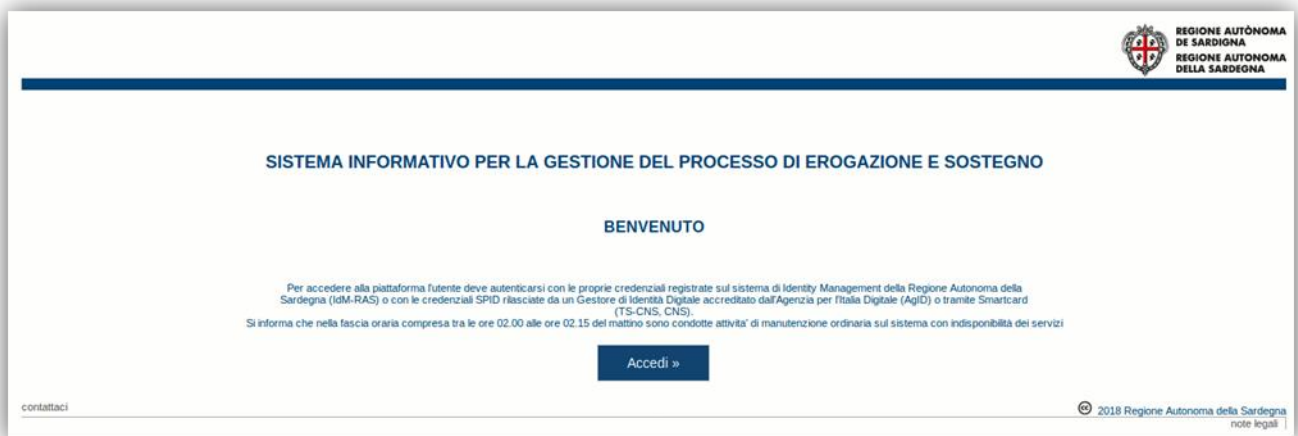 REGIONE AUTÒNOMA
DE SARDIGNA
REGIONE AUTONOMA
DELLA SARDEGNA
SISTEMA INFORMATIVO PER LA GESTIONE DEL PROCESSO DI EROGAZIONE E SOSTEGNO
BENVENUTO
Per accedere alla piattaforma l'utente deve autenticarsi con le proprie credenziali registrate sul sistema di Identity Management della Regione Autonoma della
Sardegna (IdM-RAS) o con le credenziali SPID rilasciate da un Gestore di Identità Digitale accreditato dall'Agenzia per l'Italia Digitale (AgID) o tramite Smartcard
(TS-CNS, CNS).
Si informa che nella fascia oraria compresa tra le ore 02.00 alle ore 02.15 del mattino sono condotte attivita' di manutenzione ordinaria sul sistema con indisponibilità dei servizi
Accedi »
contattaci
cc 2018 Regione Autonoma della Sardegna
note legali